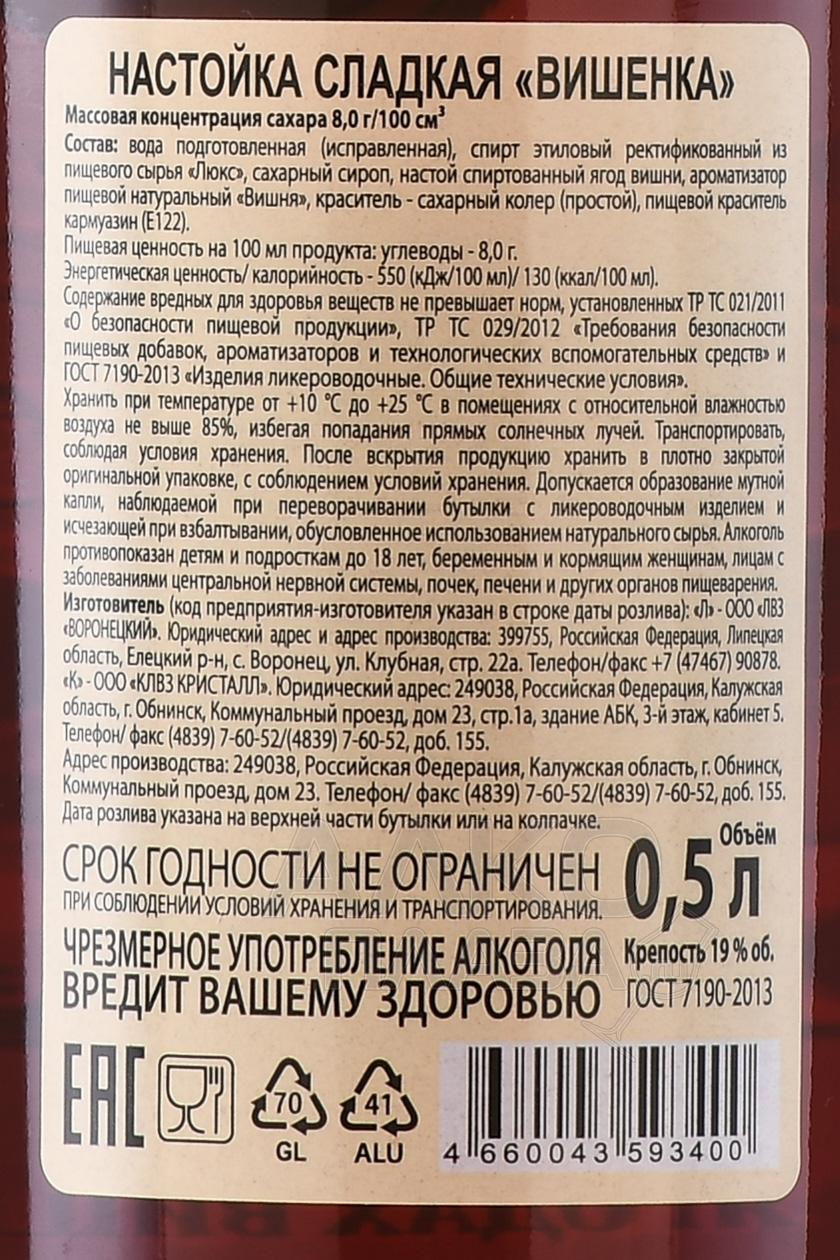 НАСТОЙКА СЛАДКАЯ «ВИШЕНКА»
Массовая концентрация сахара 8,0 г/100 см³
Состав: вода подготовленная (исправленная), спирт этиловый ректификованный из
пищевого сырья «Люкс», сахарный сироп, настой спиртованный ягод вишни, ароматизатор
пищевой натуральный «Вишня», краситель - сахарный колер (простой), пищевой краситель
кармуазин (Е122).
Пищевая ценность на 100 мл продукта: углеводы - 8,0 г.
Энергетическая ценность/ калорийность - 550 (кДж/100 мл)/ 130 (ккал/100 мл).
Содержание вредных для здоровья веществ не превышает норм, установленных ТР ТС 021/2011
«О безопасности пищевой продукции», ТР ТС 029/2012 «Требования безопасности
пищевых добавок, ароматизаторов и технологических вспомогательных средств» и
ГОСТ 7190-2013 «Изделия ликероводочные. Общие технические условия».
Хранить при температуре от +10 °С до +25 °С в помещениях с относительной влажностью
воздуха не выше 85%, избегая попадания прямых солнечных лучей. Транспортировать,
соблюдая условия хранения. После вскрытия продукцию хранить в плотно закрытой
оригинальной упаковке, с соблюдением условий хранения. Допускается образование мутной
капли, наблюдаемой при переворачивании бутылки с ликероводочным изделием и
исчезающей при взбалтывании, обусловленное использованием натурального сырья. Алкоголь
противопоказан детям и подросткам до 18 лет, беременным и кормящим женщинам, лицам с
заболеваниями центральной нервной системы, почек, печени и других органов пищеварения.
Изготовитель (код предприятия-изготовителя указан в строке даты розлива): «Л» - ООО «ЛВЗ
«ВОРОНЕЦКИЙ». Юридический адрес и адрес производства: 399755, Российская Федерация, Липецкая
область, Елецкий р-н, с. Воронец, ул. Клубная, стр. 22а. Телефон/факс +7 (47467) 90878.
«К» - ООО «КЛВЗ КРИСТАЛЛ». Юридический адрес: 249038, Российская Федерация, Калужская
область, г. Обнинск, Коммунальный проезд, дом 23, стр.1а, здание АБК, 3-й этаж, кабинет 5.
Телефон/ факс (4839) 7-60-52/(4839) 7-60-52, доб. 155.
Адрес производства: 249038, Российская Федерация, Калужская область, г. Обнинск,
Коммунальный проезд, дом 23. Телефон/ факс (4839) 7-60-52/(4839) 7-60-52, доб. 155.
Дата розлива указана на верхней части бутылки или на колпачке.
СРОК ГОДНОСТИ НЕ ОГРАНИЧЕН
ПРИ СОБЛЮДЕНИИ УСЛОВИЙ ХРАНЕНИЯ И ТРАНСПОРТИРОВАНИЯ.
Объём
0,5 л
ЧРЕЗМЕРНОЕ УПОТРЕБЛЕНИЕ АЛКОГОЛЯ
ВРЕДИТ ВАШЕМУ ЗДОРОВЬЮ
Крепость 19 % об.
ГОСТ 7190-2013
ЕАС
70
GL
41
ALU
4 660043 593400